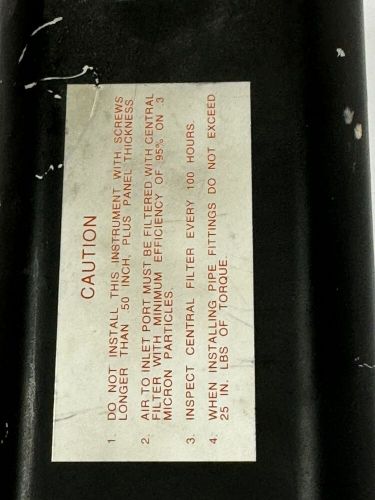 CAUTION
1. DO NOT INSTALL THIS INSTRUMENT WITH SCREWS
LONGER THAN .50 INCH, PLUS PANEL THICKNESS
2. AIR TO INLET PORT MUST BE FILTERED WITH CENTRAL
FILTER WITH MINIMUM EFFICIENCY OF 95% ON .3
MICRON PARTICLES.
3. INSPECT CENTRAL FILTER EVERY 100 HOURS.
4. WHEN INSTALLING PIPE FITTINGS DO NOT EXCEED
25 IN. LBS OF TORQUE.